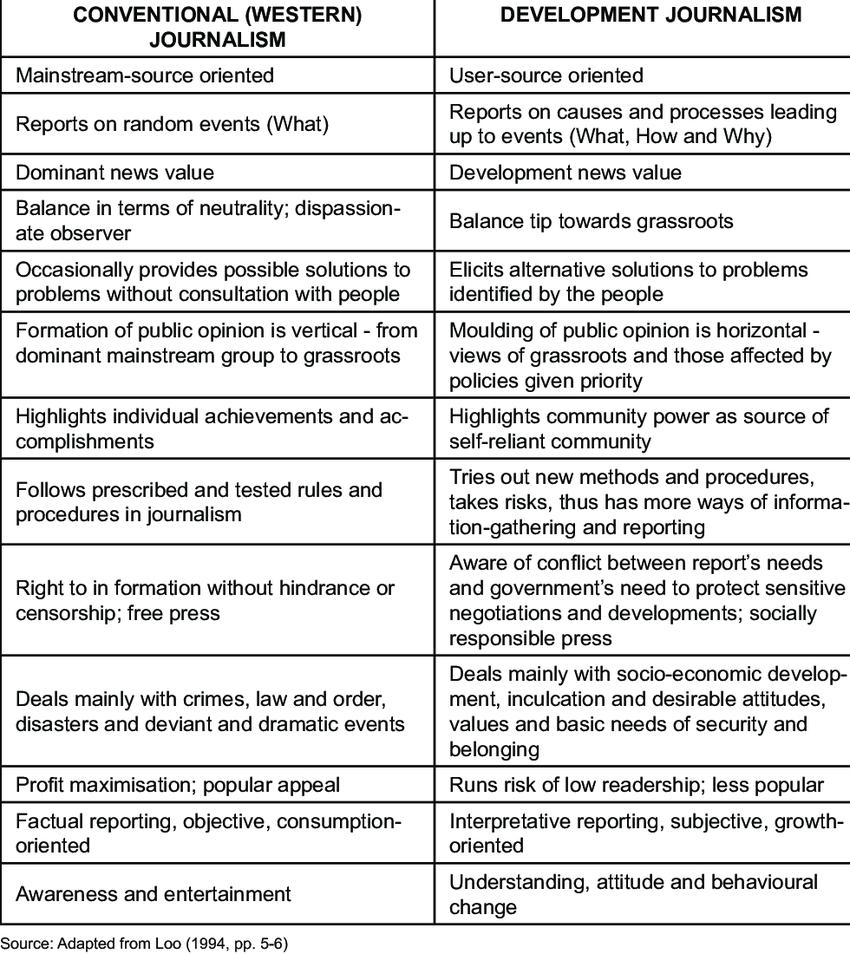 CONVENTIONAL (WESTERN)
JOURNALISM
DEVELOPMENT JOURNALISM
Mainstream-source oriented
User-source oriented
Reports on random events (What)
Reports on causes and processes leading
up to events (What, How and Why)
Dominant news value
Development news value
Balance in terms of neutrality; dispassion-
ate observer
Balance tip towards grassroots
Occasionally provides possible solutions to
problems without consultation with people
Elicits alternative solutions to problems
identified by the people
Formation of public opinion is vertical - from
dominant mainstream group to grassroots
Moulding of public opinion is horizontal -
views of grassroots and those affected by
policies given priority
Highlights individual achievements and ac-
complishments
Highlights community power as source of
self-reliant community
Follows prescribed and tested rules and
procedures in journalism
Tries out new methods and procedures,
takes risks, thus has more ways of informa-
tion-gathering and reporting
Right to in formation without hindrance or
censorship; free press
Aware of conflict between report's needs
and government's need to protect sensitive
negotiations and developments; socially
responsible press
Deals mainly with crimes, law and order,
disasters and deviant and dramatic events
Deals mainly with socio-economic develop-
ment, inculcation and desirable attitudes,
values and basic needs of security and
belonging
Profit maximisation; popular appeal
Runs risk of low readership; less popular
Factual reporting, objective, consumption-
oriented
Interpretative reporting, subjective, growth-
oriented
Awareness and entertainment
Understanding, attitude and behavioural
change
Source: Adapted from Loo (1994, pp. 5-6)